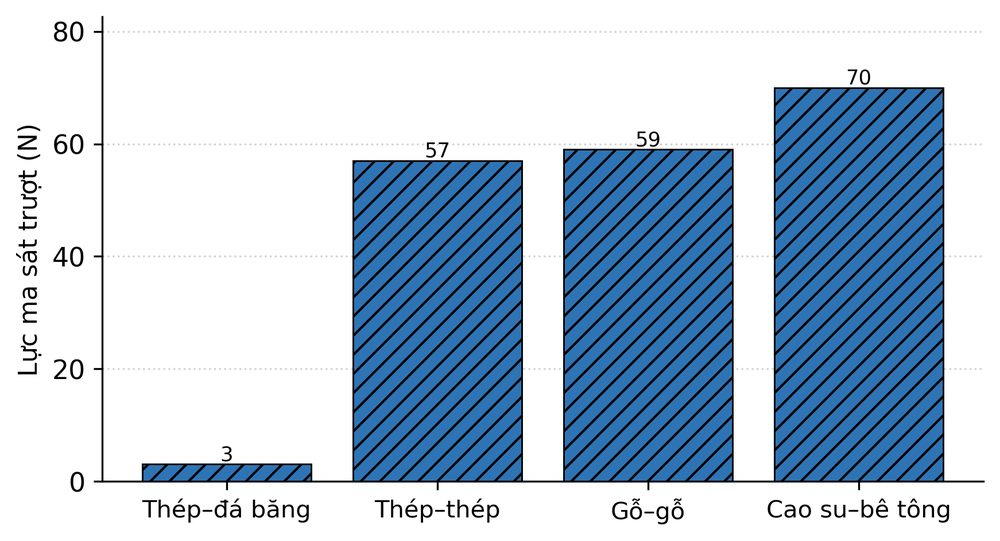 Lực ma sát trượt (N)
80
60
40
20
0
3
57
59
70
Thép–đá băng
Thép–thép
Gỗ–gỗ
Cao su–bê tông